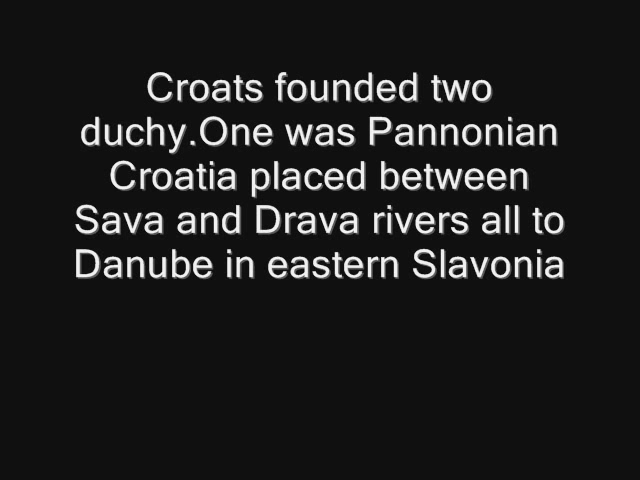 Croats founded two
duchy.One was Pannonian
Croatia placed between
Sava and Drava rivers all to
Danube in eastern Slavonia